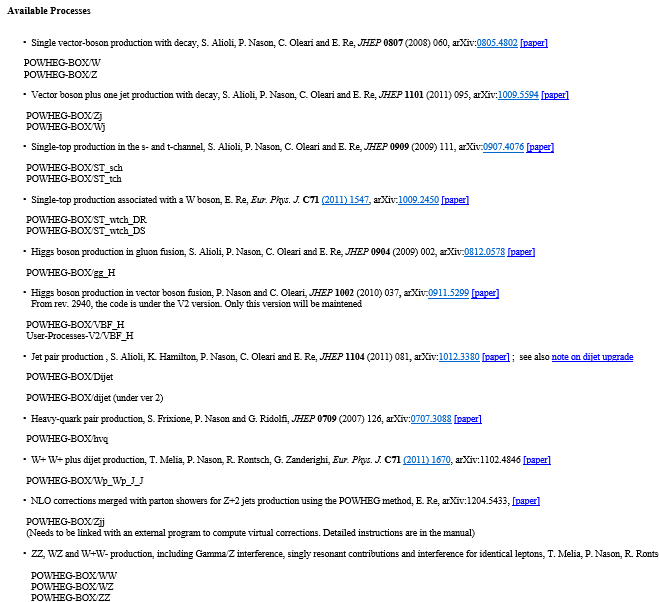 Available Processes
• Single vector-boson production with decay, S. Alioli, P. Nason, C. Oleari and E. Re, JHEP 0807 (2008) 060, arXiv:0805.4802 [paper]
POWHEG-BOX/W
POWHEG-BOX/Z
• Vector boson plus one jet production with decay, S. Alioli, P. Nason, C. Oleari and E. Re, JHEP 1101 (2011) 095, arXiv:1009.5594 [paper]
POWHEG-BOX/Zj
POWHEG-BOX/Wj
• Single-top production in the s- and t-channel, S. Alioli, P. Nason, C. Oleari and E. Re, JHEP 0909 (2009) 111, arXiv:0907.4076 [paper]
POWHEG-BOX/ST_sch
POWHEG-BOX/ST_tch
• Single-top production associated with a W boson, E. Re, Eur. Phys. J. C71 (2011) 1547, arXiv:1009.2450 [paper]
POWHEG-BOX/ST_wtch_DR
POWHEG-BOX/ST_wtch_DS
• Higgs boson production in gluon fusion, S. Alioli, P. Nason, C. Oleari and E. Re, JHEP 0904 (2009) 002, arXiv:0812.0578 [paper]
POWHEG-BOX/gg_H
• Higgs boson production in vector boson fusion, P. Nason and C. Oleari, JHEP 1002 (2010) 037, arXiv:0911.5299 [paper]
From rev. 2940, the code is under the V2 version. Only this version will be maintened
POWHEG-BOX/VBF_H
User-Processes-V2/VBF_H
• Jet pair production , S. Alioli, K. Hamilton, P. Nason, C. Oleari and E. Re, JHEP 1104 (2011) 081, arXiv:1012.3380 [paper] ; see also note on dijet upgrade
POWHEG-BOX/Dijet
POWHEG-BOX/dijet (under ver 2)
• Heavy-quark pair production, S. Frixione, P. Nason and G. Ridolfi, JHEP 0709 (2007) 126, arXiv:0707.3088 [paper]
POWHEG-BOX/hvq
• W+ W+ plus dijet production, T. Melia, P. Nason, R. Rontsch, G. Zanderighi, Eur. Phys. J. C71 (2011) 1670, arXiv:1102.4846 [paper]
POWHEG-BOX/Wp_Wp_J_J
• NLO corrections merged with parton showers for Z+2 jets production using the POWHEG method, E. Re, arXiv:1204.5433, [paper]
POWHEG-BOX/Zjj
(Needs to be linked with an external program to compute virtual corrections. Detailed instructions are in the manual)
• ZZ, WZ and W+W- production, including Gamma/Z interference, singly resonant contributions and interference for identical leptons, T. Melia, P. Nason, R. Ronts
POWHEG-BOX/WW
POWHEG-BOX/WZ
POWHEG-BOX/ZZ